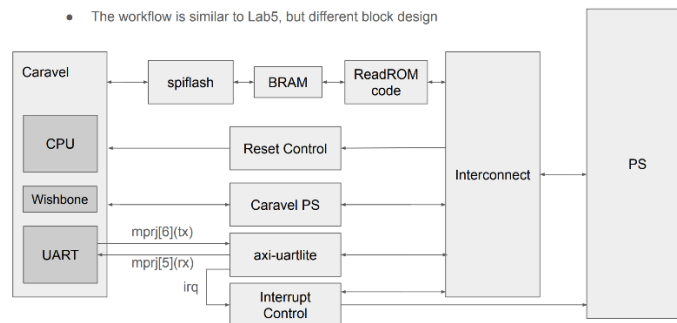 ● The workflow is similar to Lab5, but different block design
Caravel
spiflash
BRAM
ReadROM
code
CPU
Reset Control
Interconnect
PS
Wishbone
Caravel PS
mprj[6](tx)
UART
axi-uartlite
mprj[5](rx)
irq
Interrupt
Control